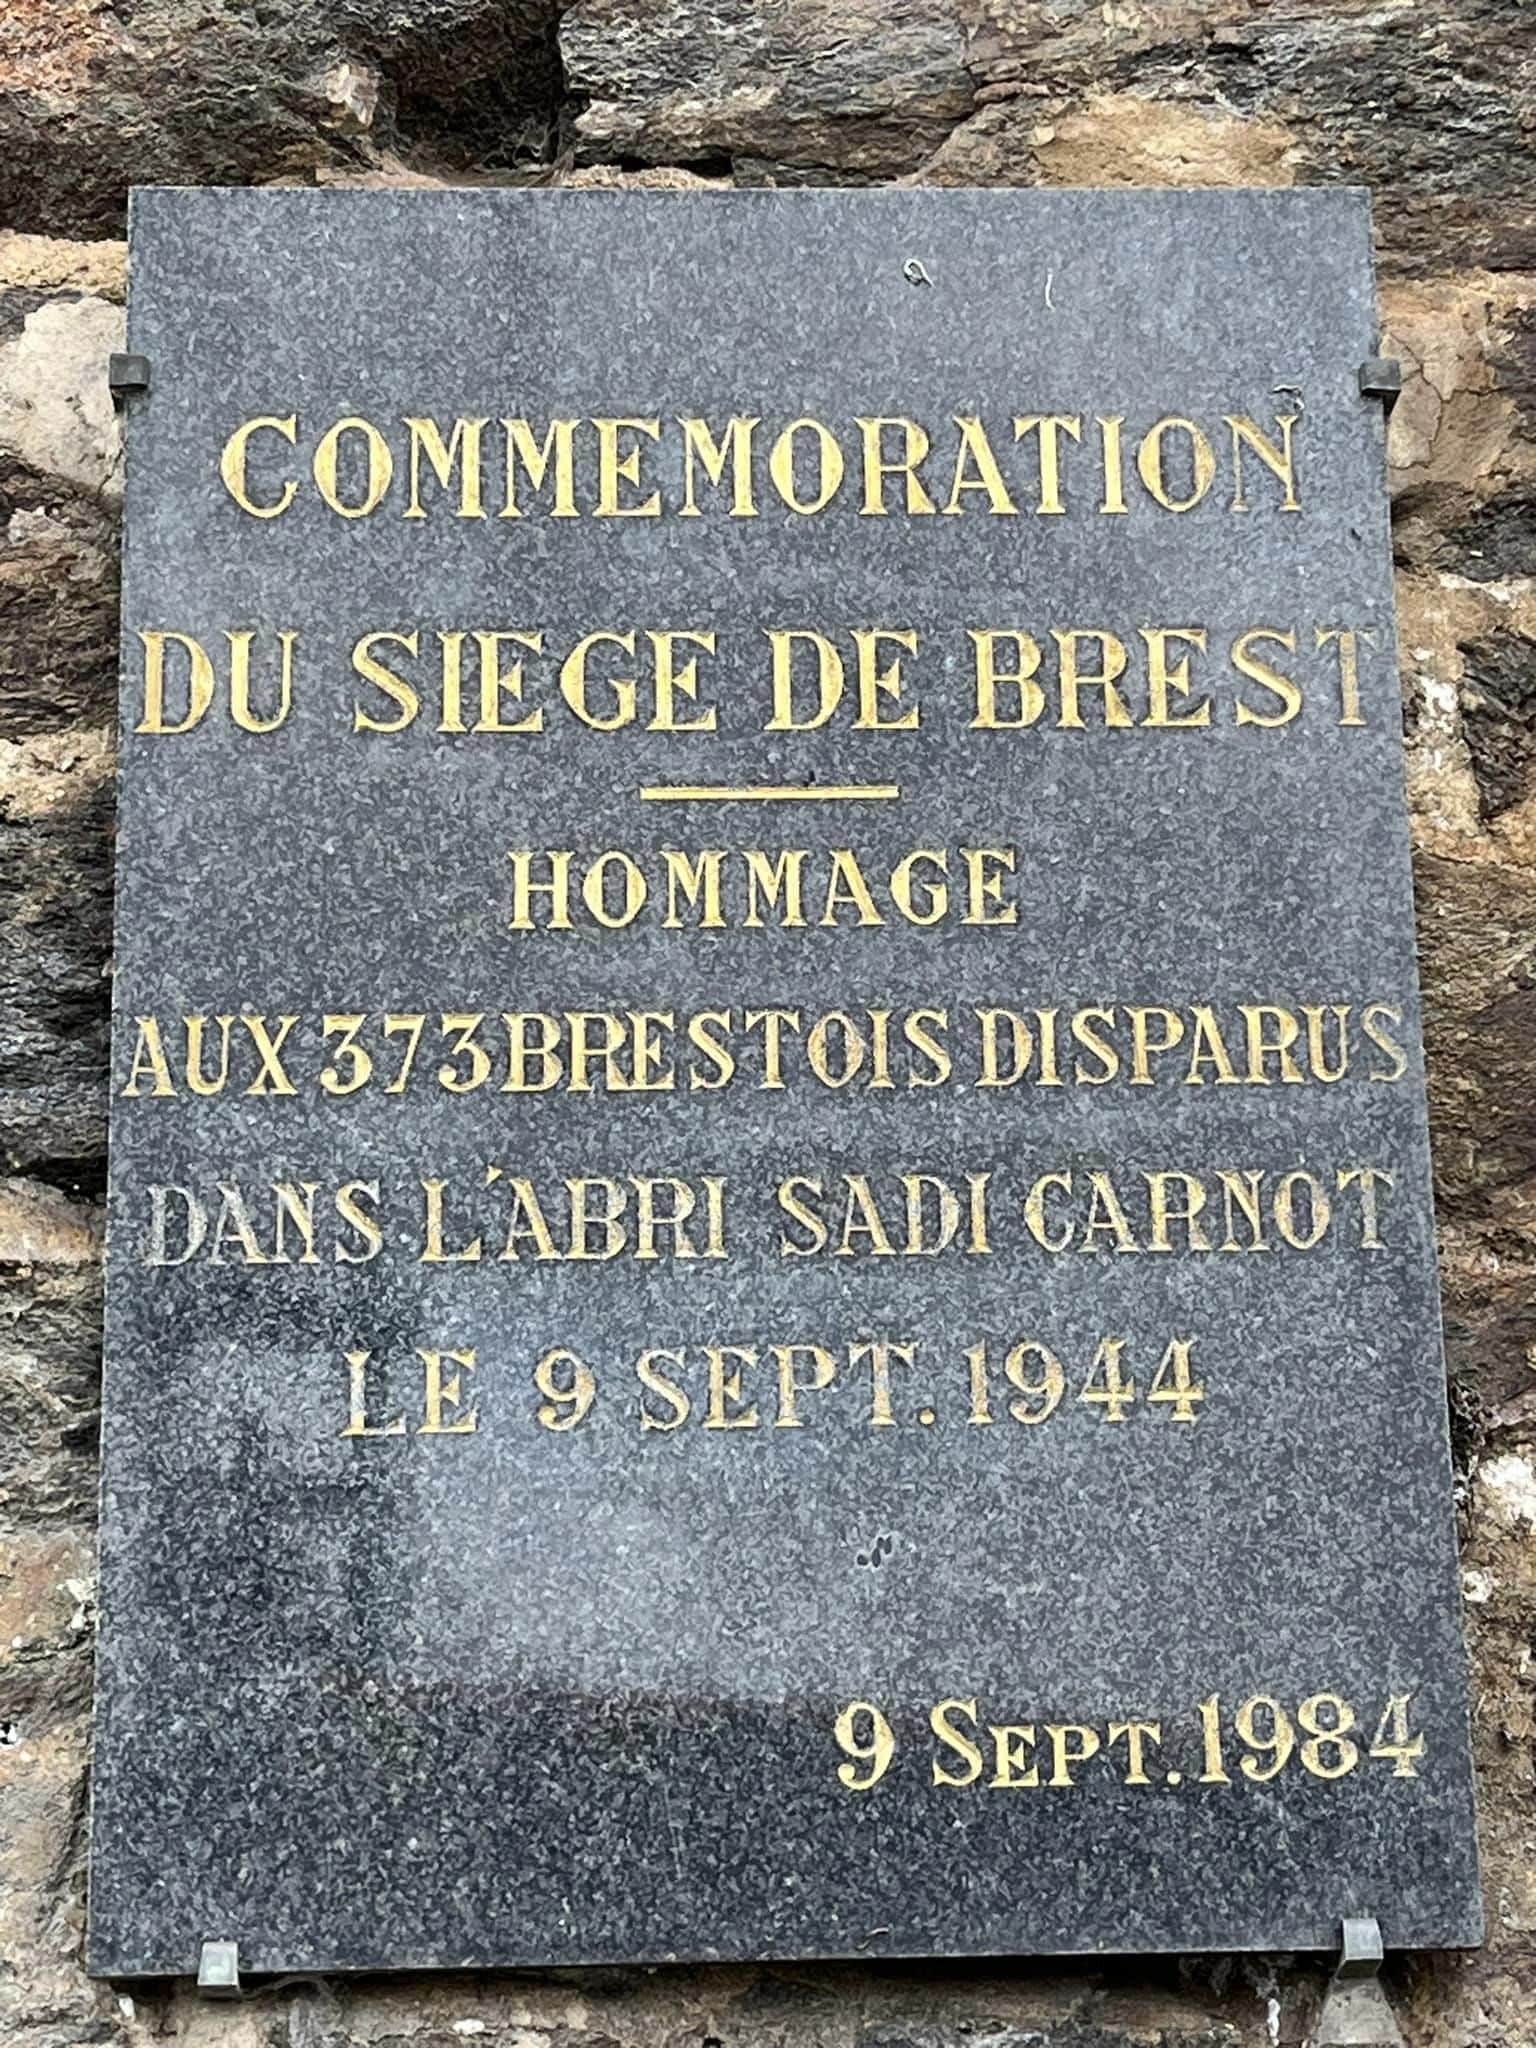 COMMEMORATION
DU SIEGE DE BREST
HOMMAGE
AUX 373 BRESTOIS DISPARUS
DANS L'ABRI SADI CARNOT
LE 9 SEPT. 1944
9 SEPT. 1984